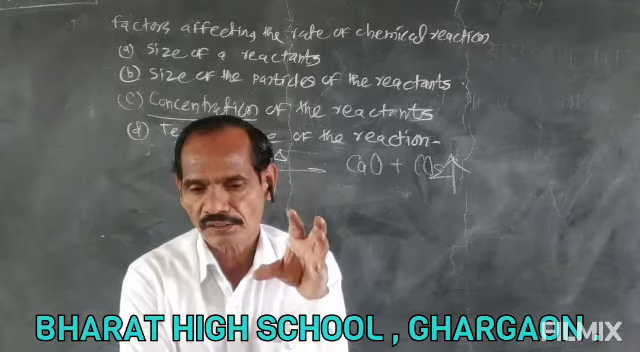 factors affecting the rate of chemical reaction
(a) Size of a reactants
(b) Size of the particles of the reactants.
(c) Concentration of the reactants
(d) of the reaction-
CaO +
BHARAT HIGH SCHOOL , GHARGAON .
FILMIX